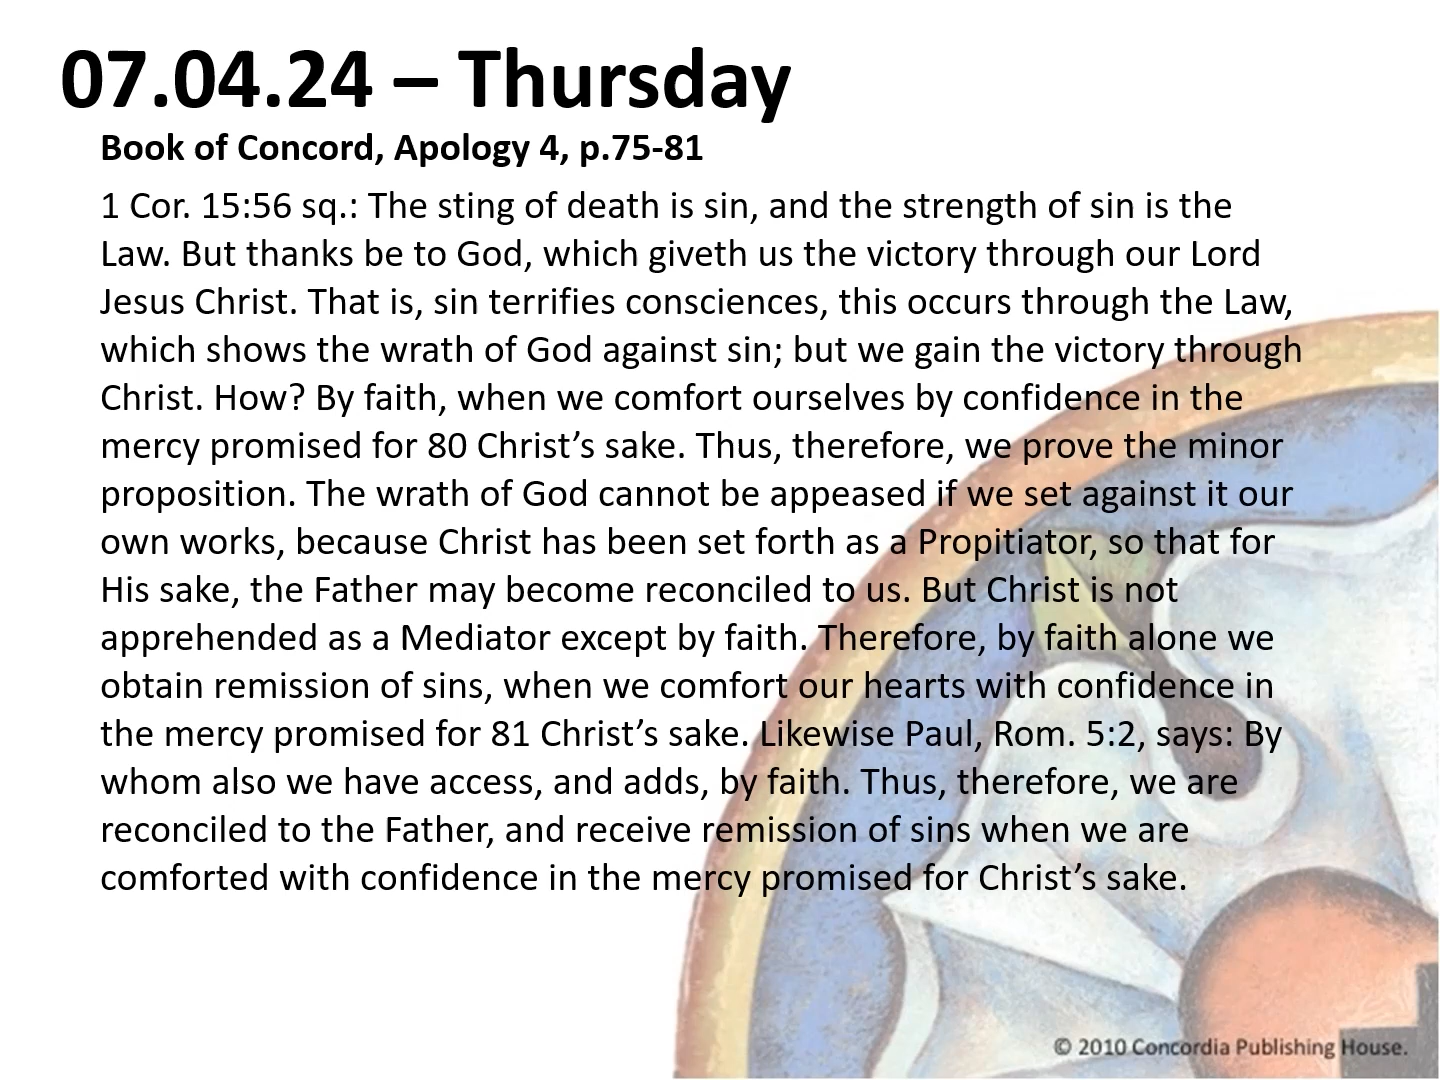 07.04.24 – Thursday
Book of Concord, Apology 4, p.75-81
1 Cor. 15:56 sq.: The sting of death is sin, and the strength of sin is the
Law. But thanks be to God, which giveth us the victory through our Lord
Jesus Christ. That is, sin terrifies consciences, this occurs through the Law,
which shows the wrath of God against sin; but we gain the victory through
Christ. How? By faith, when we comfort ourselves by confidence in the
mercy promised for 80 Christ’s sake. Thus, therefore, we prove the minor
proposition. The wrath of God cannot be appeased if we set against it our
own works, because Christ has been set forth as a Propitiator, so that for
His sake, the Father may become reconciled to us. But Christ is not
apprehended as a Mediator except by faith. Therefore, by faith alone we
obtain remission of sins, when we comfort our hearts with confidence in
the mercy promised for 81 Christ’s sake. Likewise Paul, Rom. 5:2, says: By
whom also we have access, and adds, by faith. Thus, therefore, we are
reconciled to the Father, and receive remission of sins when we are
comforted with confidence in the mercy promised for Christ’s sake.
© 2010 Concordia Publishing House.